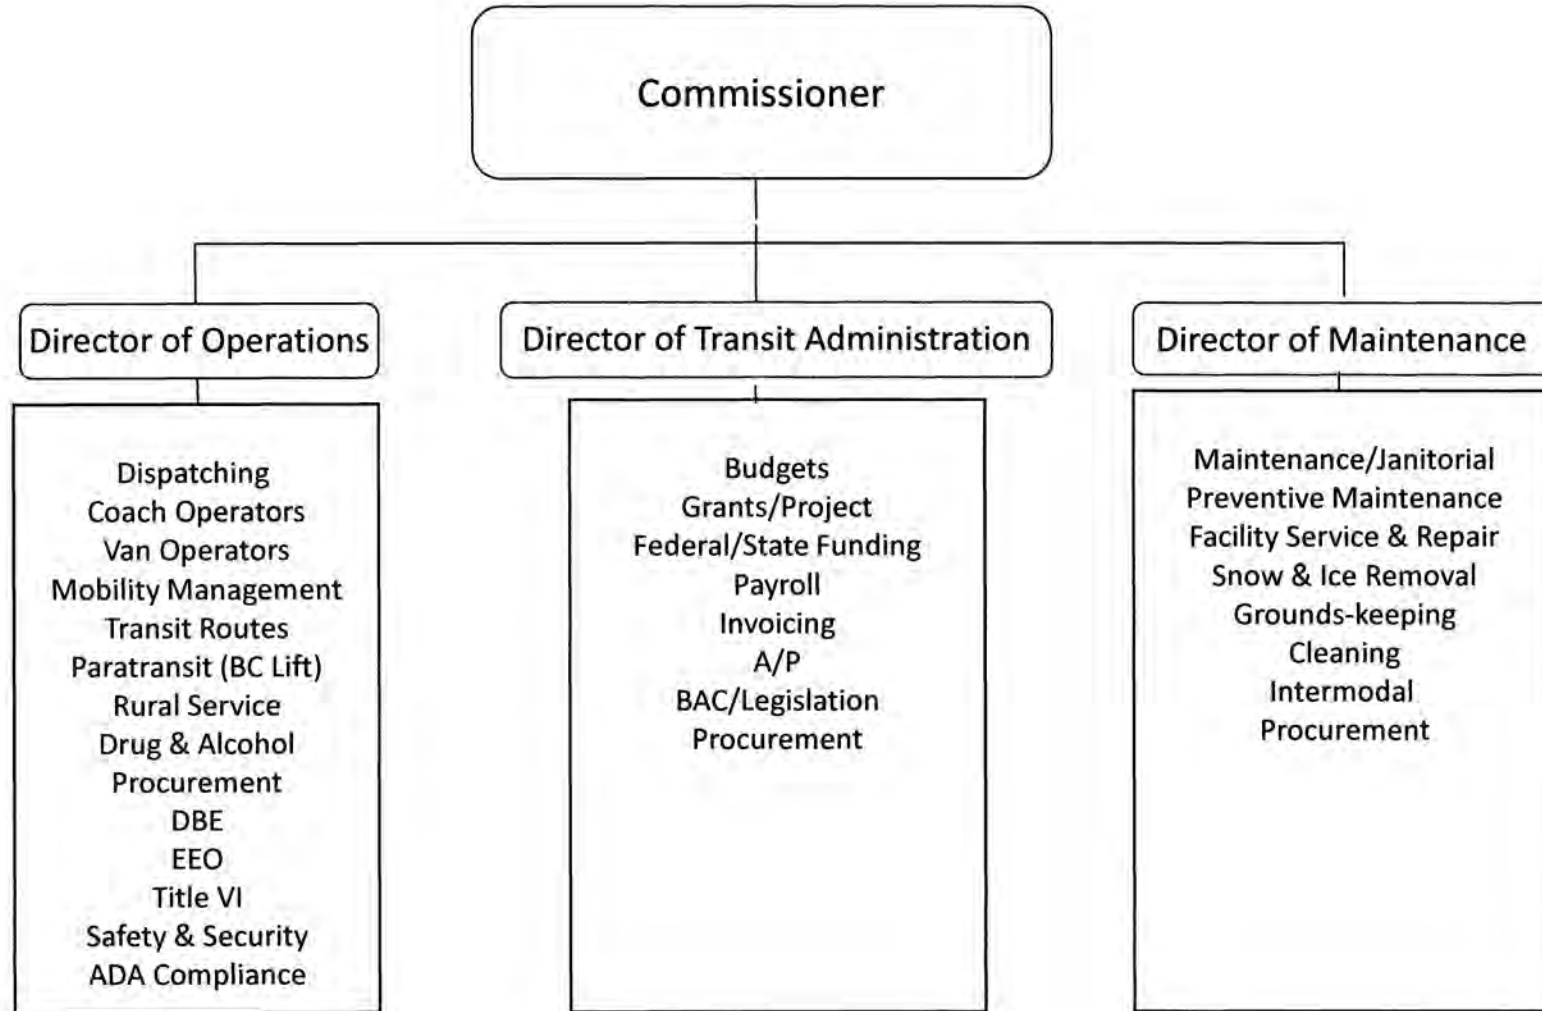 Commissioner
Director of Operations
Dispatching
Coach Operators
Van Operators
Mobility Management
Transit Routes
Paratransit (BC Lift)
Rural Service
Drug & Alcohol
Procurement
DBE
EEO
Title VI
Safety & Security
ADA Compliance
Director of Transit Administration
Budgets
Grants/Project
Federal/State Funding
Payroll
Invoicing
A/P
BAC/Legislation
Procurement
Director of Maintenance
Maintenance/Janitorial
Preventive Maintenance
Facility Service & Repair
Snow & Ice Removal
Grounds-keeping
Cleaning
Intermodal
Procurement